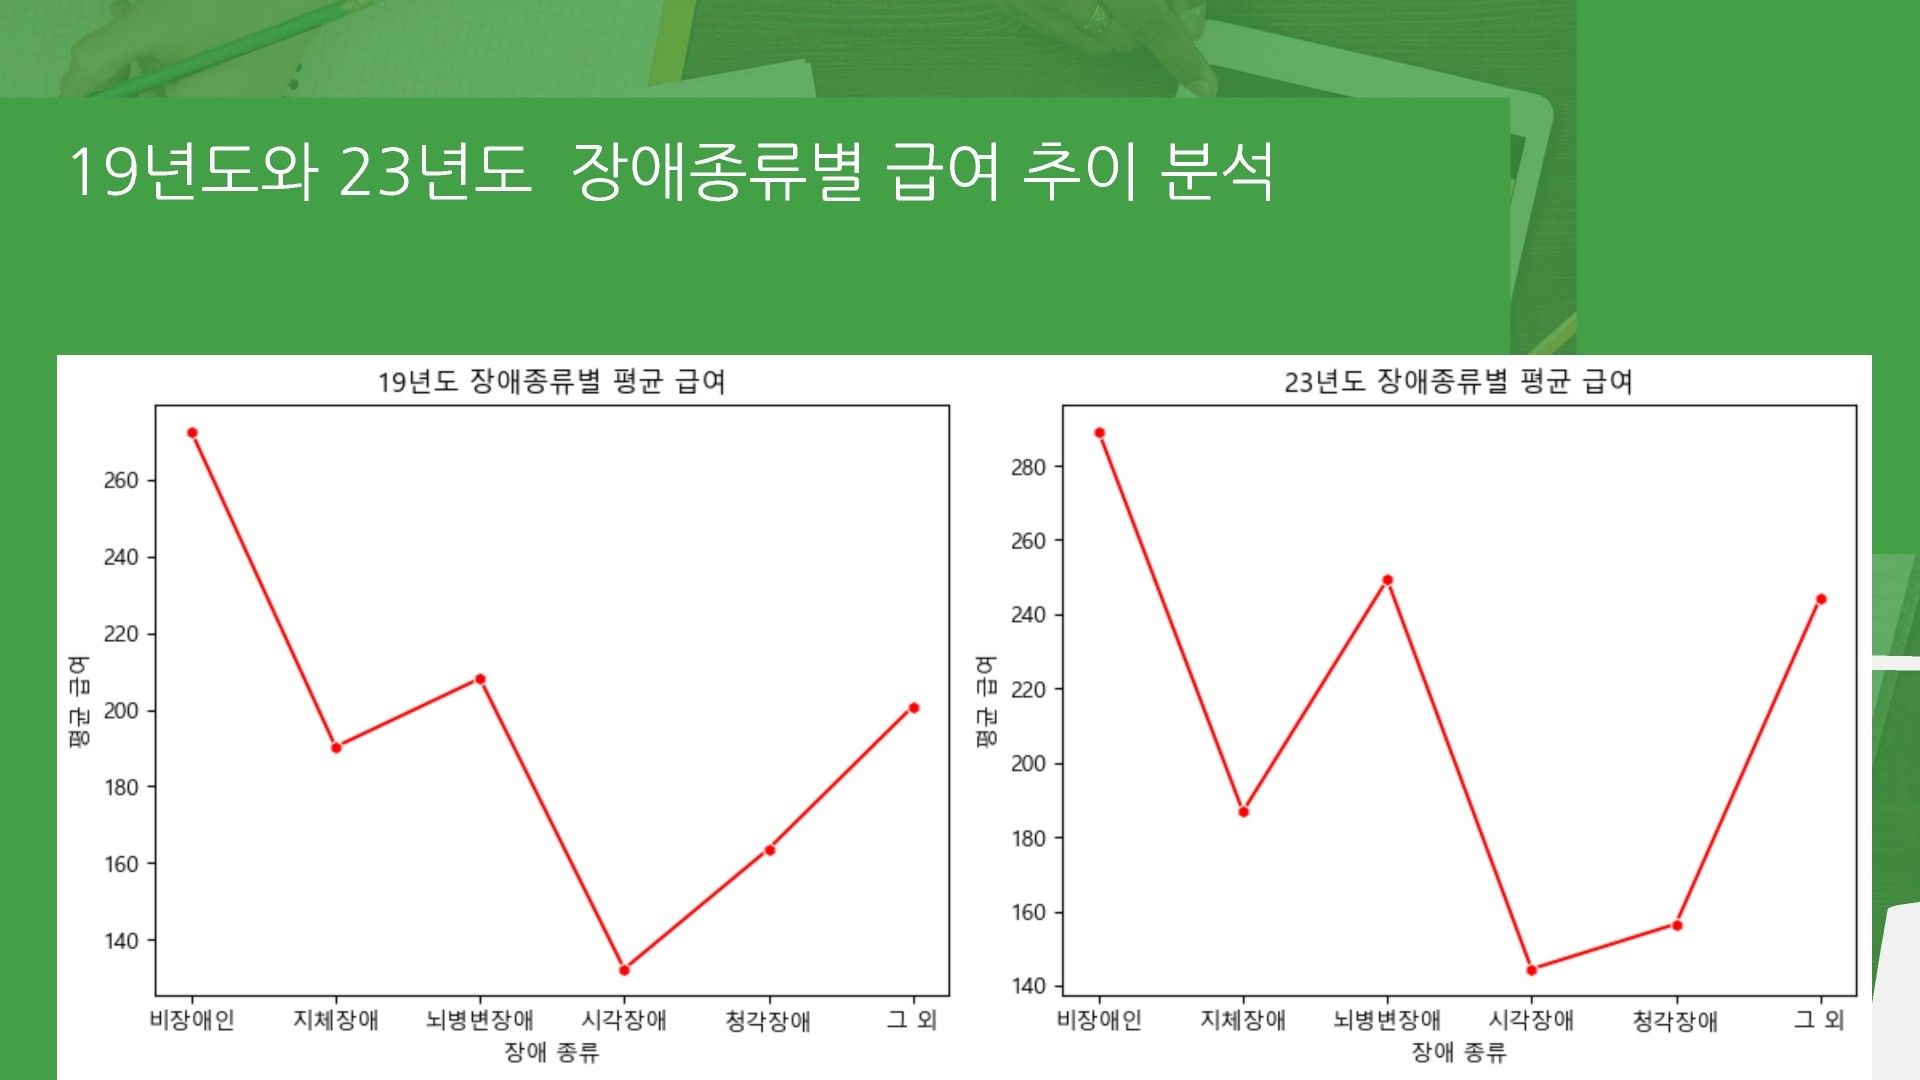 19년도와 23년도 장애종류별 급여 추이 분석
19년도 장애종류별 평균 급여
평균 급여
260
240
220
200
180
160
140
비장애인 지체장애 뇌병변장애 시각장애 청각장애 그 외
장애 종류
23년도 장애종류별 평균 급여
평균 급여
280
260
240
220
200
180
160
140
비장애인 지체장애 뇌병변장애 시각장애 청각장애 그 외
장애 종류